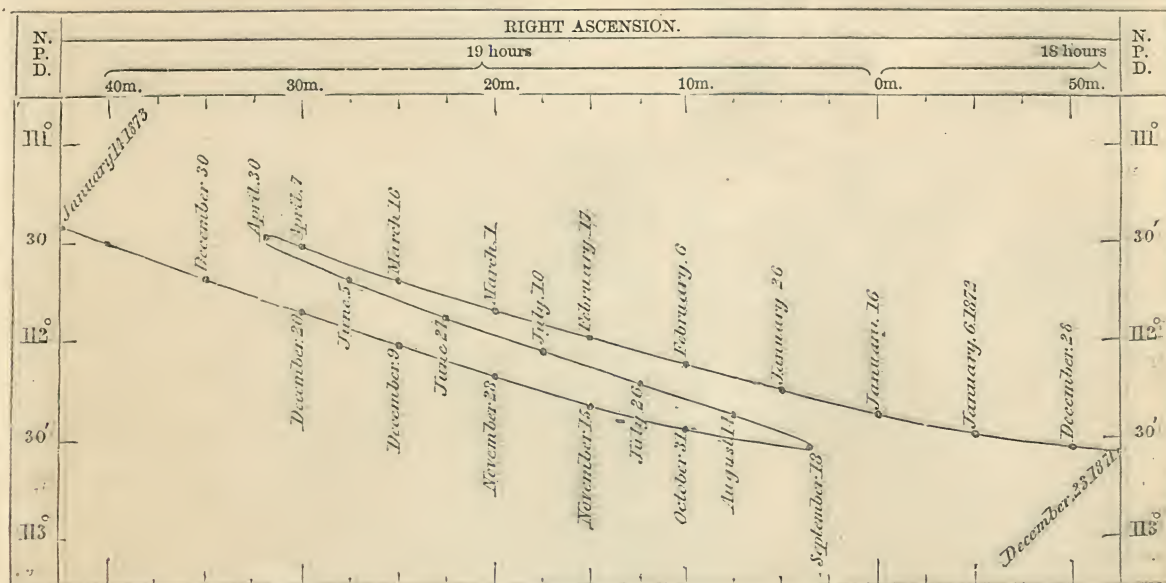 RIGHT ASCENSION.
N. P. D.
19 hours
18 hours
N. P. D.
40m.
30m.
20m.
10m.
0m.
50m.
111°
30
112°
30'
113°
January 14 1873
December 30
April 30
April 7
March 16
March 1
February 17
February 6
January 26
January 16
January 6 1872
December 28
December 20
June 5
December 9
June 21
November 23
July 10
November 15
July 26
October 31
August 11
September 13
December 23 1871
111°
30'
112°
30'
113°